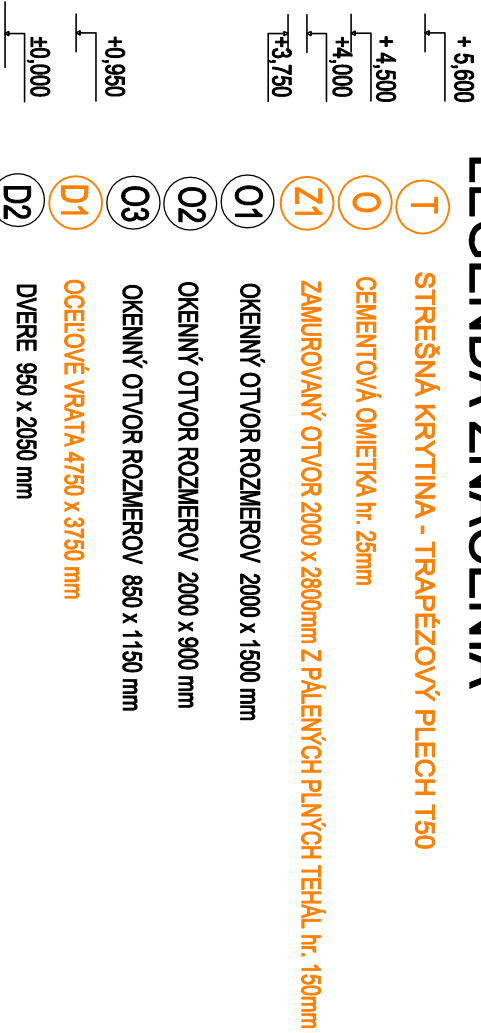 LEGENDA ZNAČENIA
T STREŠNÁ KRYTINA - TRAPÉZOVÝ PLECH T50
O CEMENTOVÁ OMIETKA hr. 25mm
Z1 ZAMUROVANÝ OTVOR 2000 x 2800mm Z PÁLENÝCH PLNÝCH TEHÁL hr. 150mm
O1 OKENNÝ OTVOR ROZMEROV 2000 x 1500 mm
O2 OKENNÝ OTVOR ROZMEROV 2000 x 900 mm
O3 OKENNÝ OTVOR ROZMEROV 850 x 1150 mm
D1 OCEĽOVÉ VRATA 4750 x 3750 mm
D2 DVERE 950 x 2050 mm
+ 5,600
+ 4,500
+4,000
+3,750
+0,950
±0,000